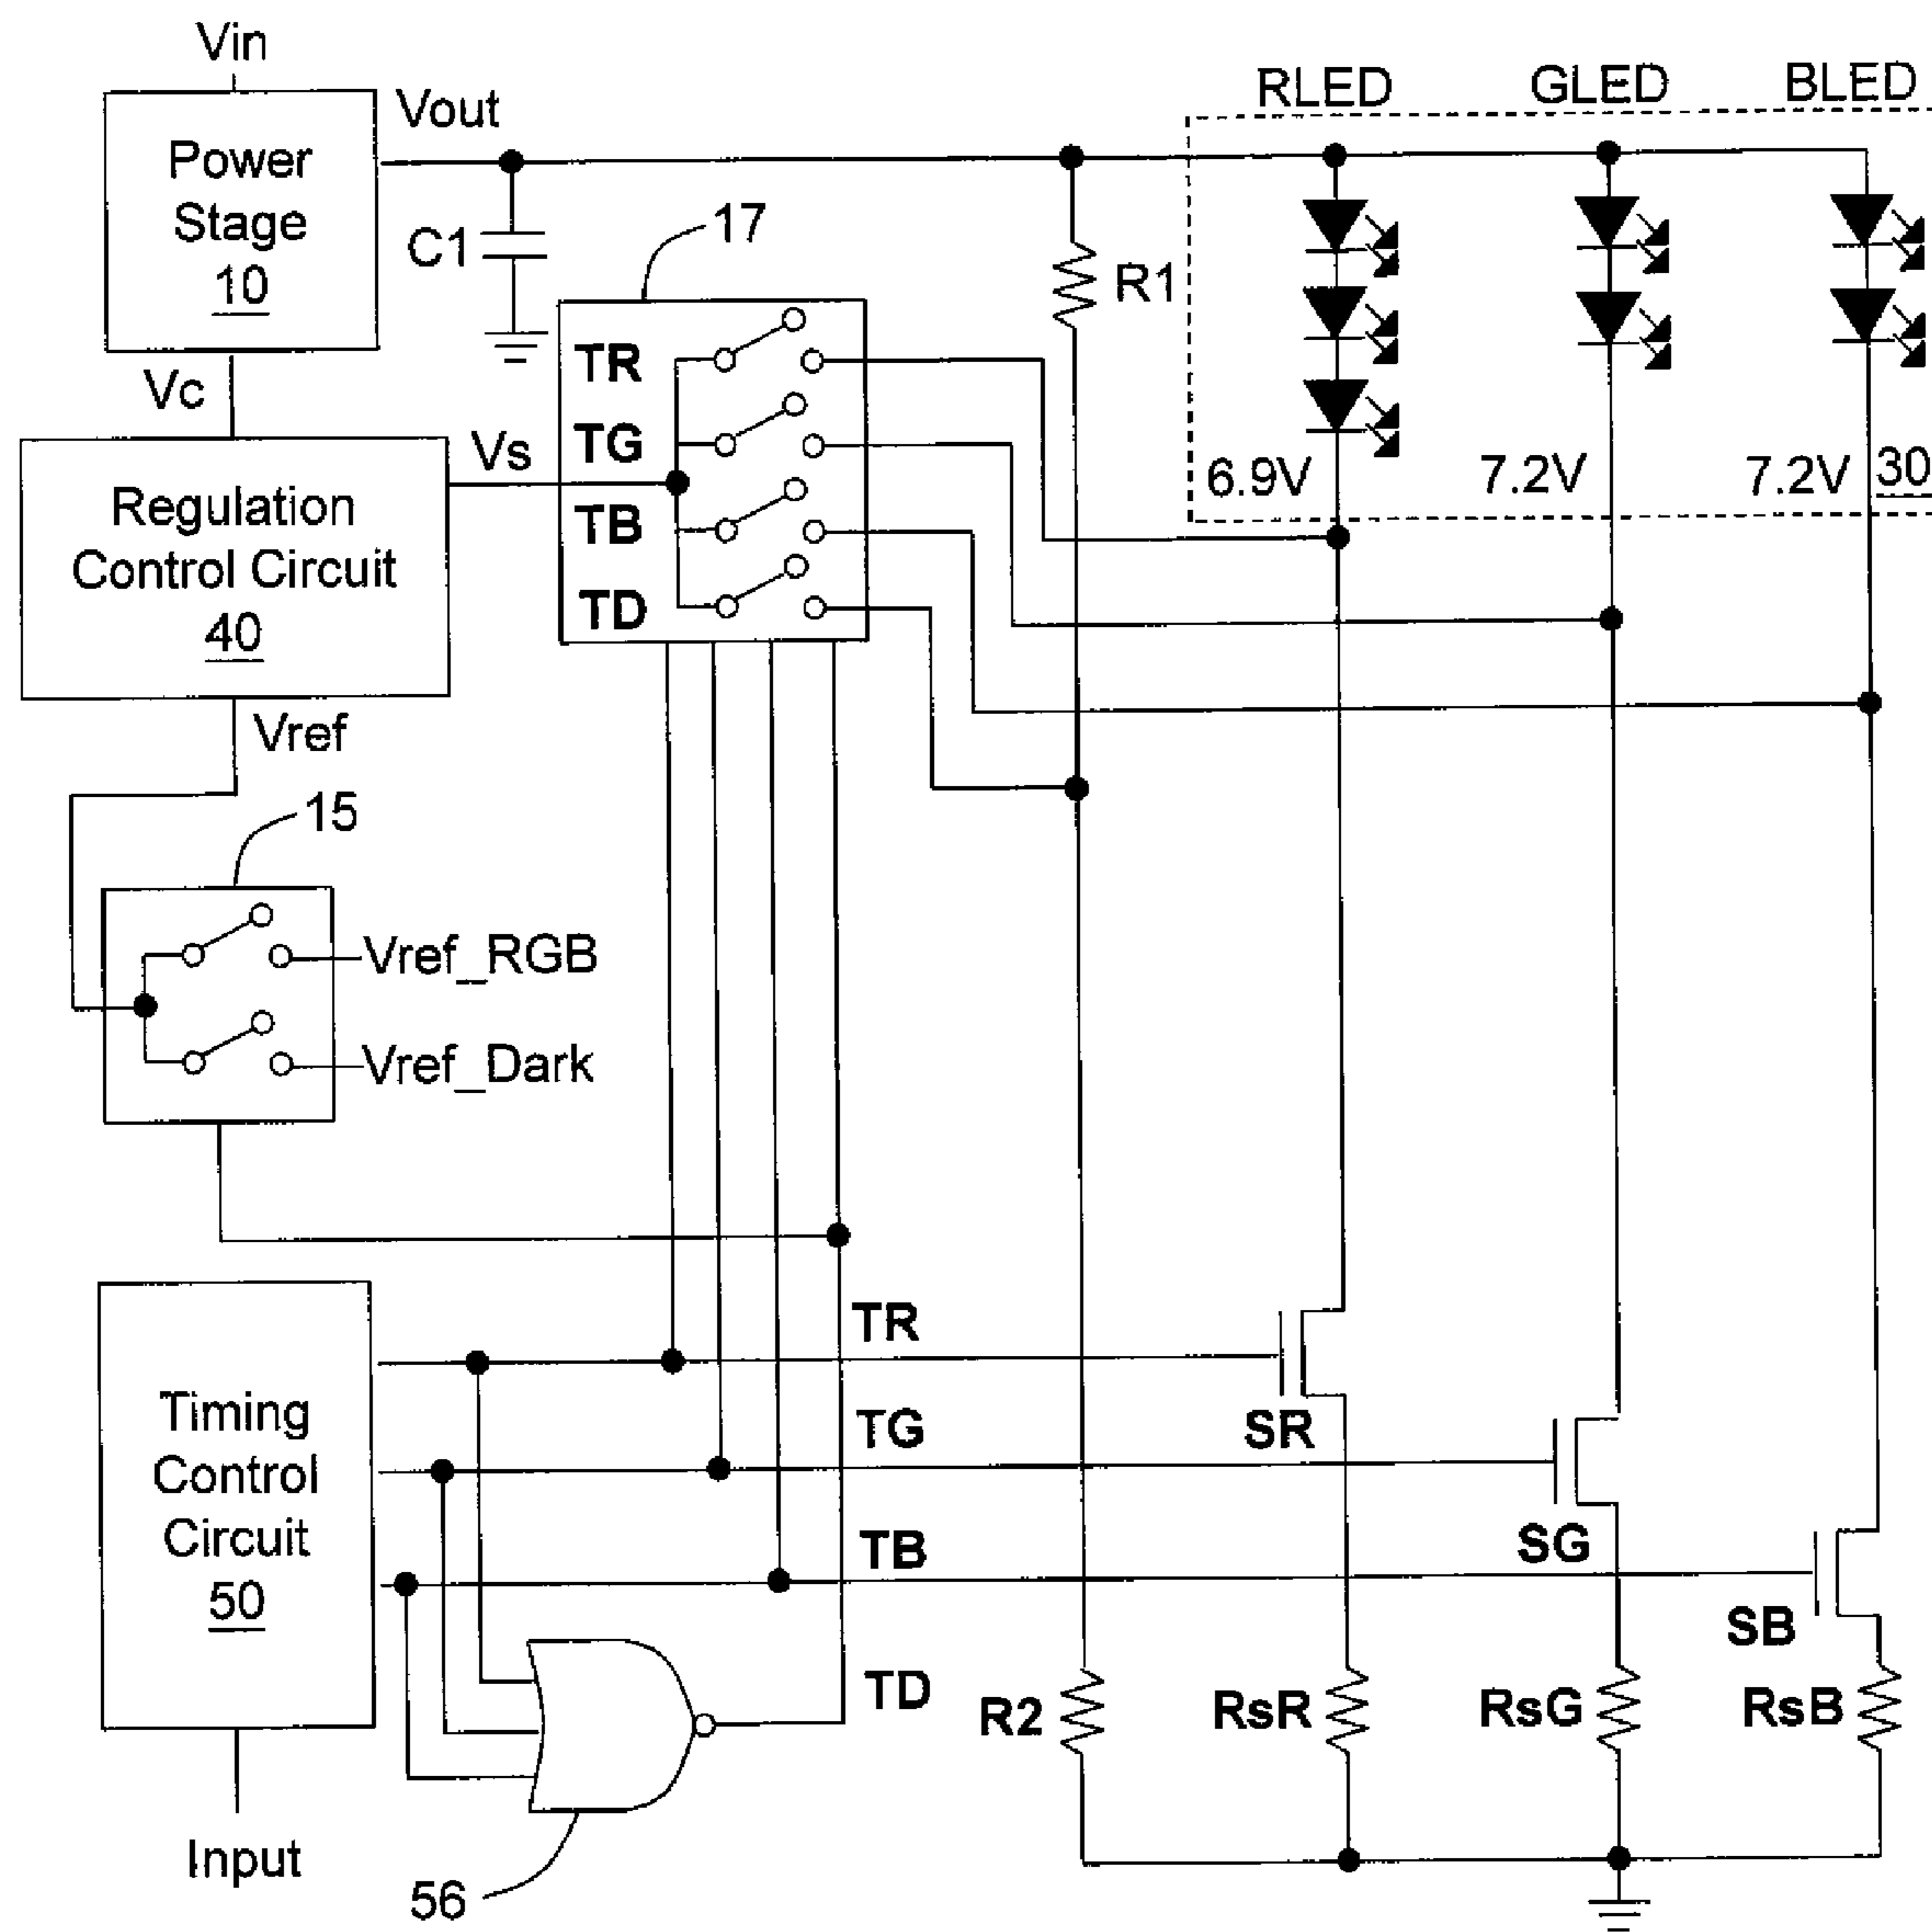 Vin
Power
Stage
10
Vout
C1
17
R1
RLED
GLED
BLED
6.9V
7.2V
7.2V
30
Vc
Vs
TR
TG
TB
TD
Regulation
Control Circuit
40
Vref
15
Vref_RGB
Vref_Dark
Timing
Control
Circuit
50
TR
TG
TB
TD
SR
SG
SB
R2
RsR
RsG
RsB
Input
56